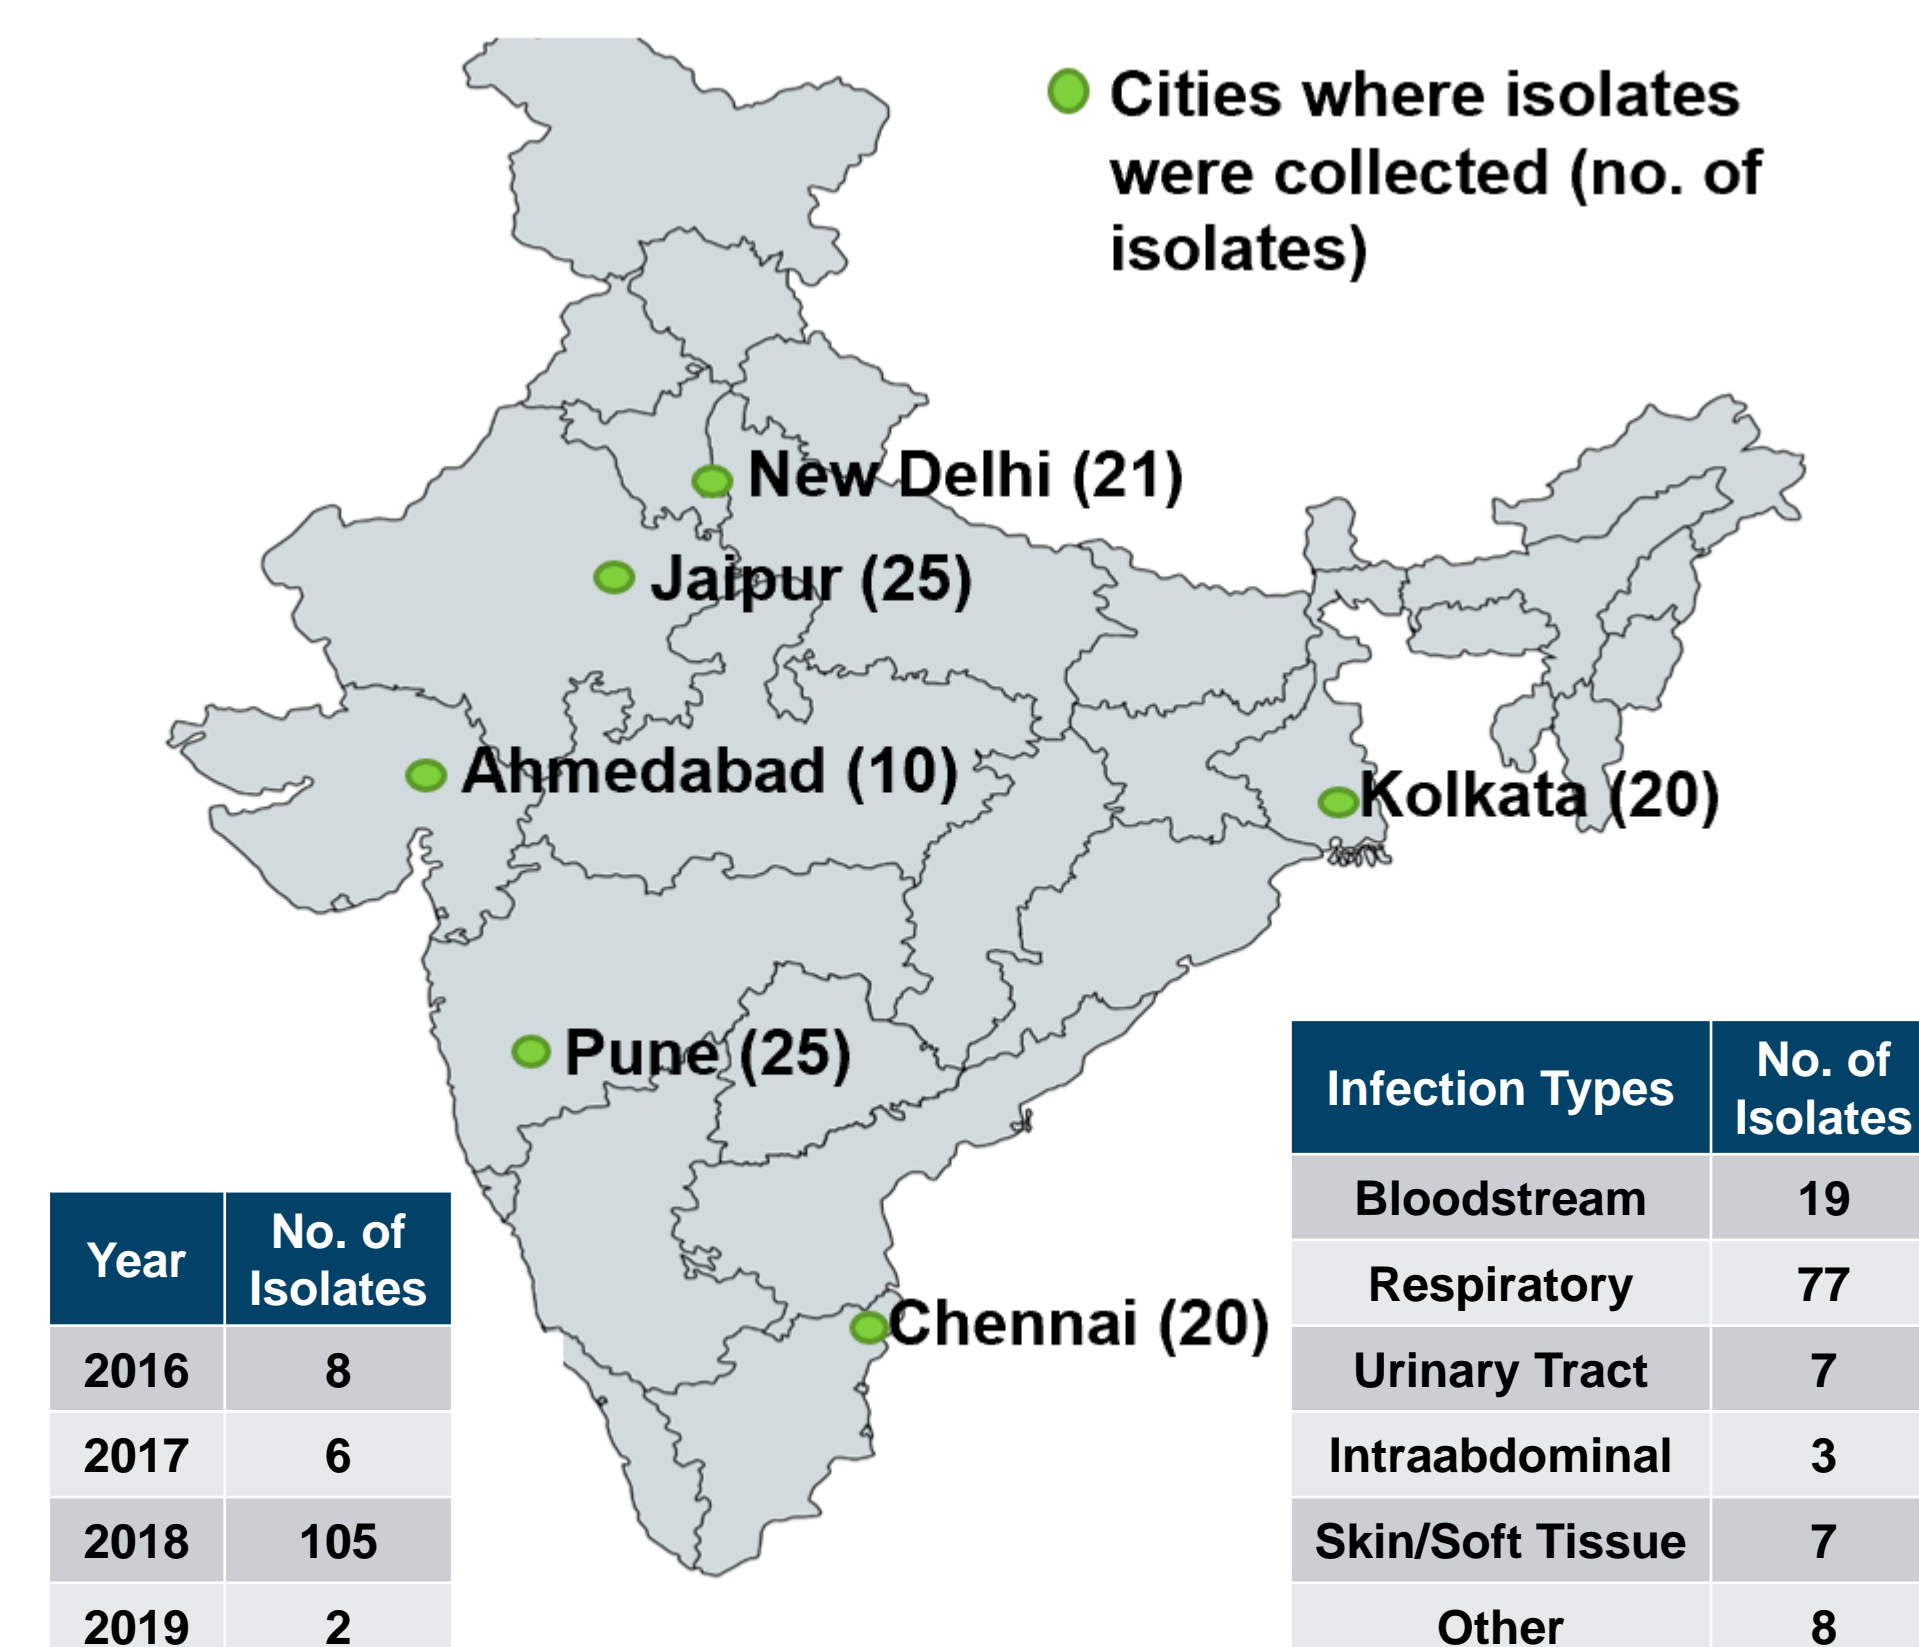 Cities where isolates
were collected (no. of
isolates)
New Delhi (21)
Jaipur (25)
Ahmedabad (10)
Kolkata (20)
Pune (25)
Chennai (20)
Year No. of Isolates
2016 8
2017 6
2018 105
2019 2
Infection Types No. of Isolates
Bloodstream 19
Respiratory 77
Urinary Tract 7
Intraabdominal 3
Skin/Soft Tissue 7
Other 8